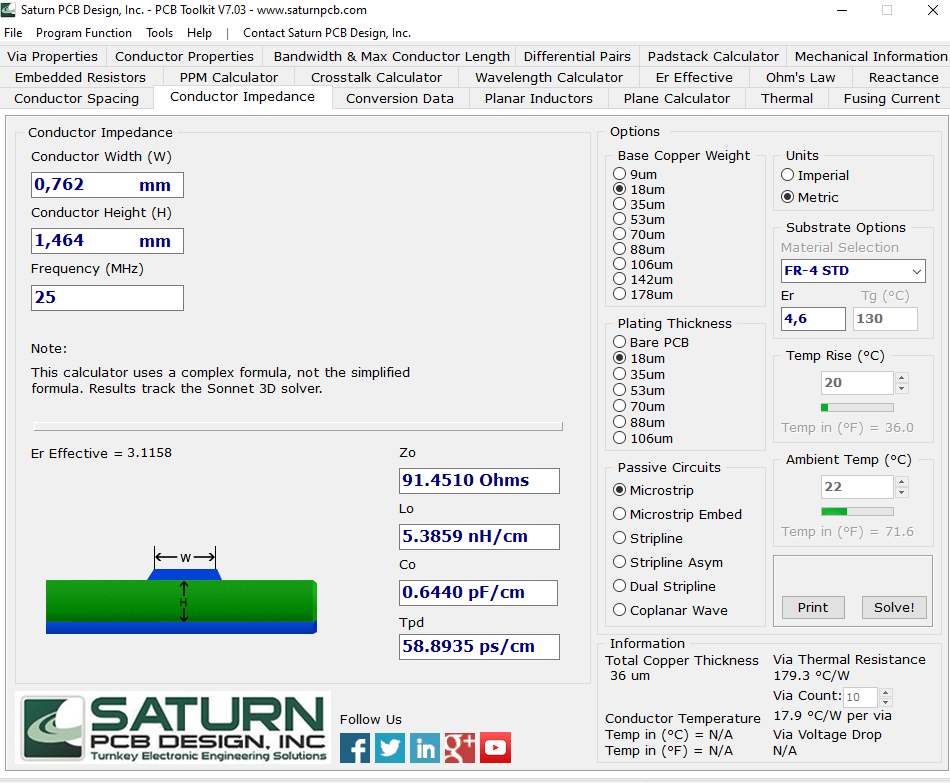 Saturn PCB Design, Inc. - PCB Toolkit V7.03 - www.saturnpcb.com
File Program Function Tools Help | Contact Saturn PCB Design, Inc.
Via Properties Conductor Properties Bandwidth & Max Conductor Length Differential Pairs Padstack Calculator Mechanical Information
Embedded Resistors PPM Calculator Crosstalk Calculator Wavelength Calculator Er Effective Ohm's Law Reactance
Conductor Spacing Conductor Impedance Conversion Data Planar Inductors Plane Calculator Thermal Fusing Current
Conductor Impedance
Conductor Width (W)
0,762 mm
Conductor Height (H)
1,464 mm
Frequency (MHz)
25
Note:
This calculator uses a complex formula, not the simplified
formula. Results track the Sonnet 3D solver.
Er Effective = 3.1158
Zo
91.4510 Ohms
Lo
5.3859 nH/cm
Co
0.6440 pF/cm
Tpd
58.8935 ps/cm
W
H
SATURN
PCB DESIGN, INC
Turnkey Electronic Engineering Solutions
Follow Us
f
in
g+
Options
Base Copper Weight
9um
18um
35um
53um
70um
88um
106um
142um
178um
Plating Thickness
Bare PCB
18um
35um
53um
70um
88um
106um
Passive Circuits
Microstrip
Microstrip Embed
Stripline
Stripline Asym
Dual Stripline
Coplanar Wave
Units
Imperial
Metric
Substrate Options
Material Selection
FR-4 STD
Er Tg (°C)
4,6 130
Temp Rise (°C)
20
Temp in (°F) = 36.0
Ambient Temp (°C)
22
Temp in (°F) = 71.6
Print Solve!
Information
Total Copper Thickness
36 um
Conductor Temperature
Temp in (°C) = N/A
Temp in (°F) = N/A
Via Thermal Resistance
179.3 °C/W
Via Count: 10
17.9 °C/W per via
Via Voltage Drop
N/A